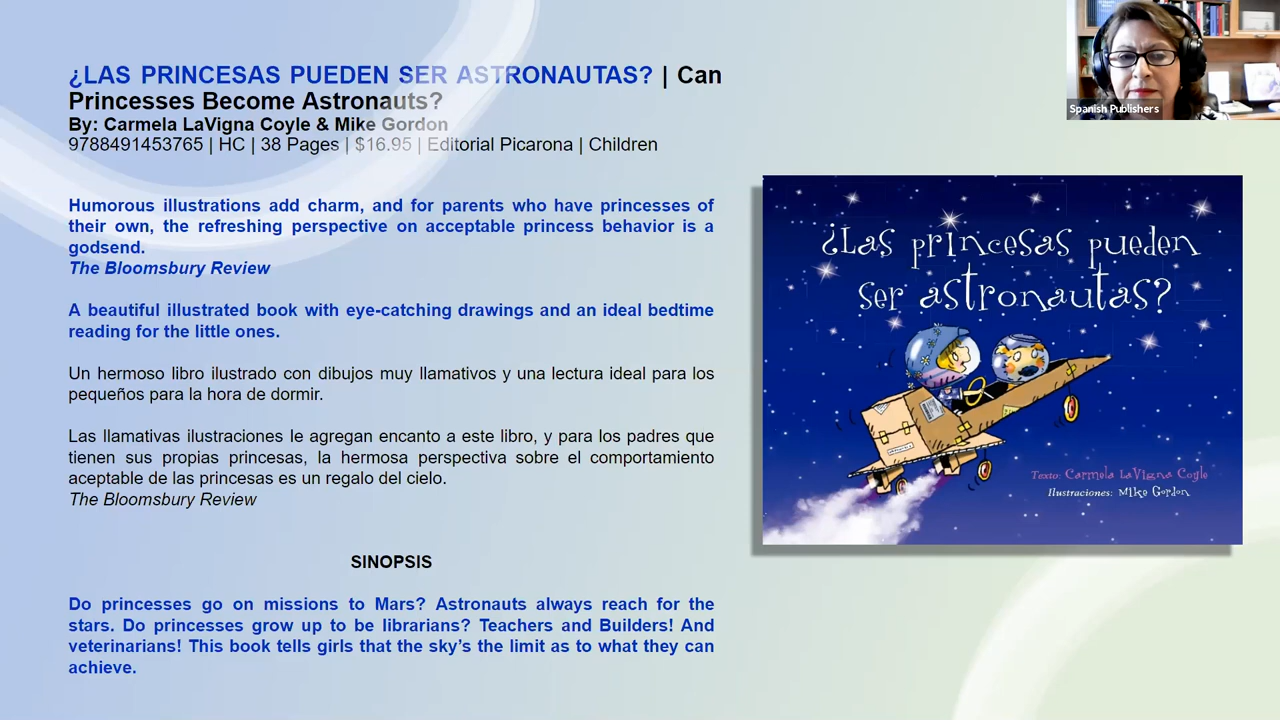 ¿LAS PRINCESAS PUEDEN SER ASTRONAUTAS? | Can
Princesses Become Astronauts?
By: Carmela LaVigna Coyle & Mike Gordon
9788491453765 | HC | 38 Pages | $16.95 | Editorial Picarona | Children
Humorous illustrations add charm, and for parents who have princesses of
their own, the refreshing perspective on acceptable princess behavior is a
godsend.
The Bloomsbury Review
A beautiful illustrated book with eye-catching drawings and an ideal bedtime
reading for the little ones.
Un hermoso libro ilustrado con dibujos muy llamativos y una lectura ideal para los
pequeños para la hora de dormir.
Las llamativas ilustraciones le agregan encanto a este libro, y para los padres que
tienen sus propias princeas, la hermosa perspectiva sobre el comportamiento
aceptable de las princesas es un regalo del cielo.
The Bloomsbury Review
SINOPSIS
Do princesses go on missions to Mars? Astronauts always reach for the
stars. Do princesses grow up to be librarians? Teachers and Builders! And
veterinarians! This book tells girls that the sky's the limit as to what they can
achieve.
Spanish Publishers
¿Las princesas pueden
ser astronautas?
Texto: Carmela LaVigna Coyle
Ilustraciones: Mike Gordon